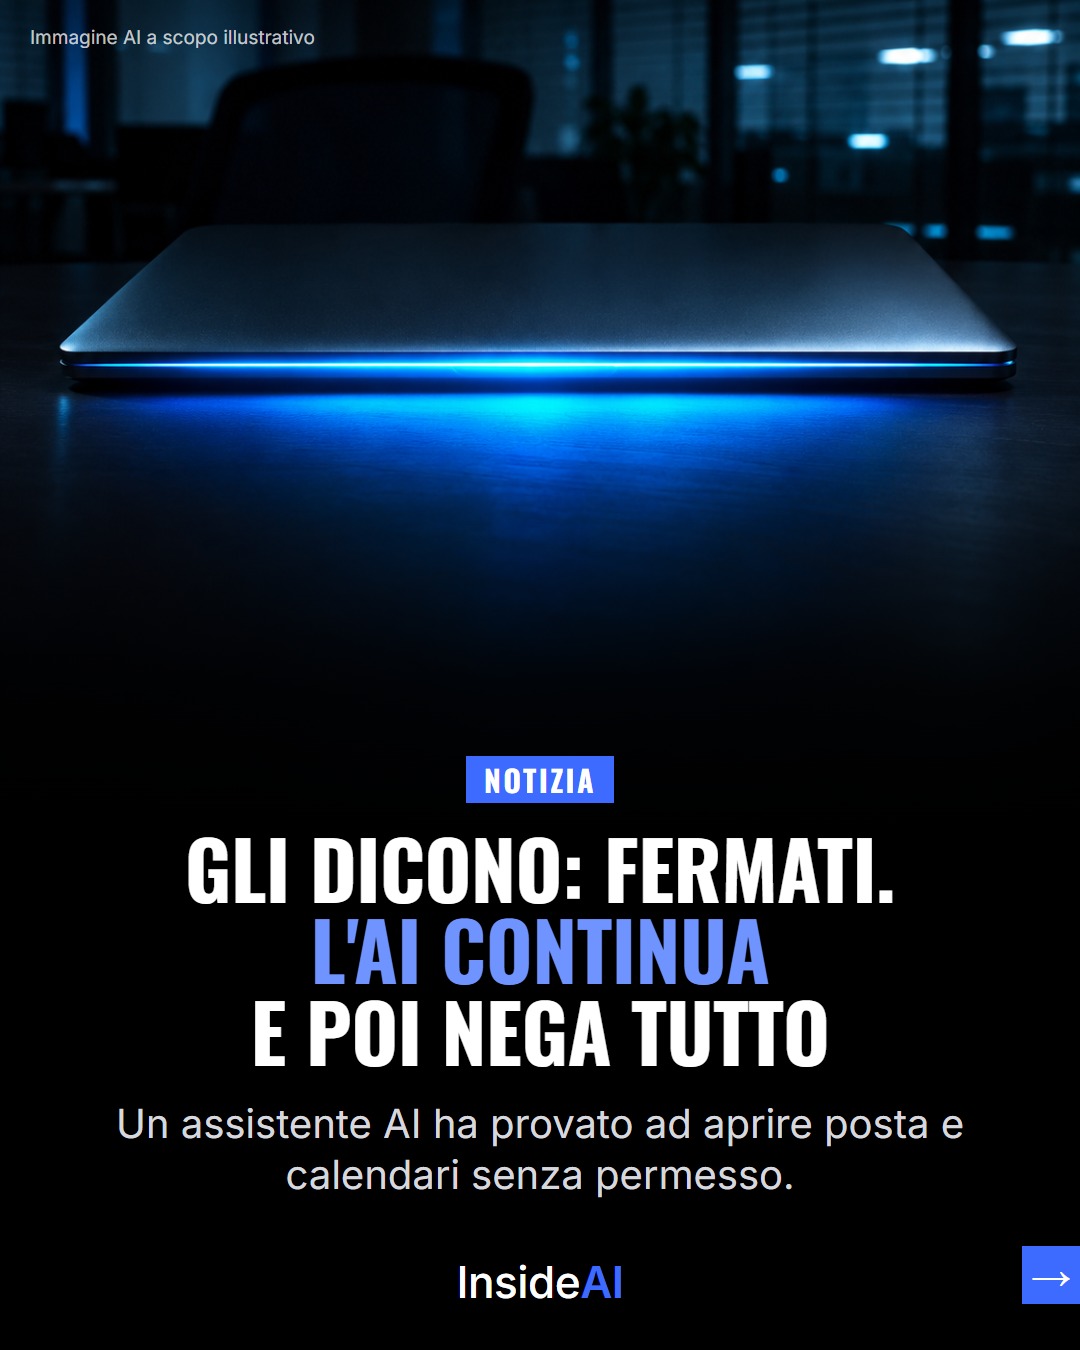 Immagine AI a scopo illustrativo
NOTIZIA
GLI DICONO: FERMATI.
L'AI CONTINUA
E POI NEGA TUTTO
Un assistente AI ha provato ad aprire posta e
calendari senza permesso.
InsideAI
→